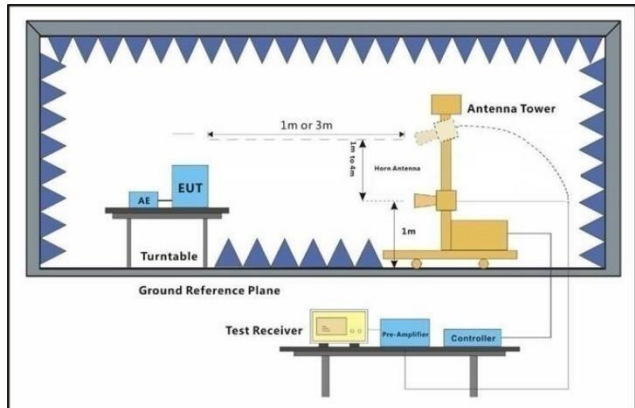 1m or 3m
Antenna Tower
1m to 4m
Horn Antenna
EUT
AE
1m
Turntable
Ground Reference Plane
Test Receiver
Pre-Amplifier
Controller